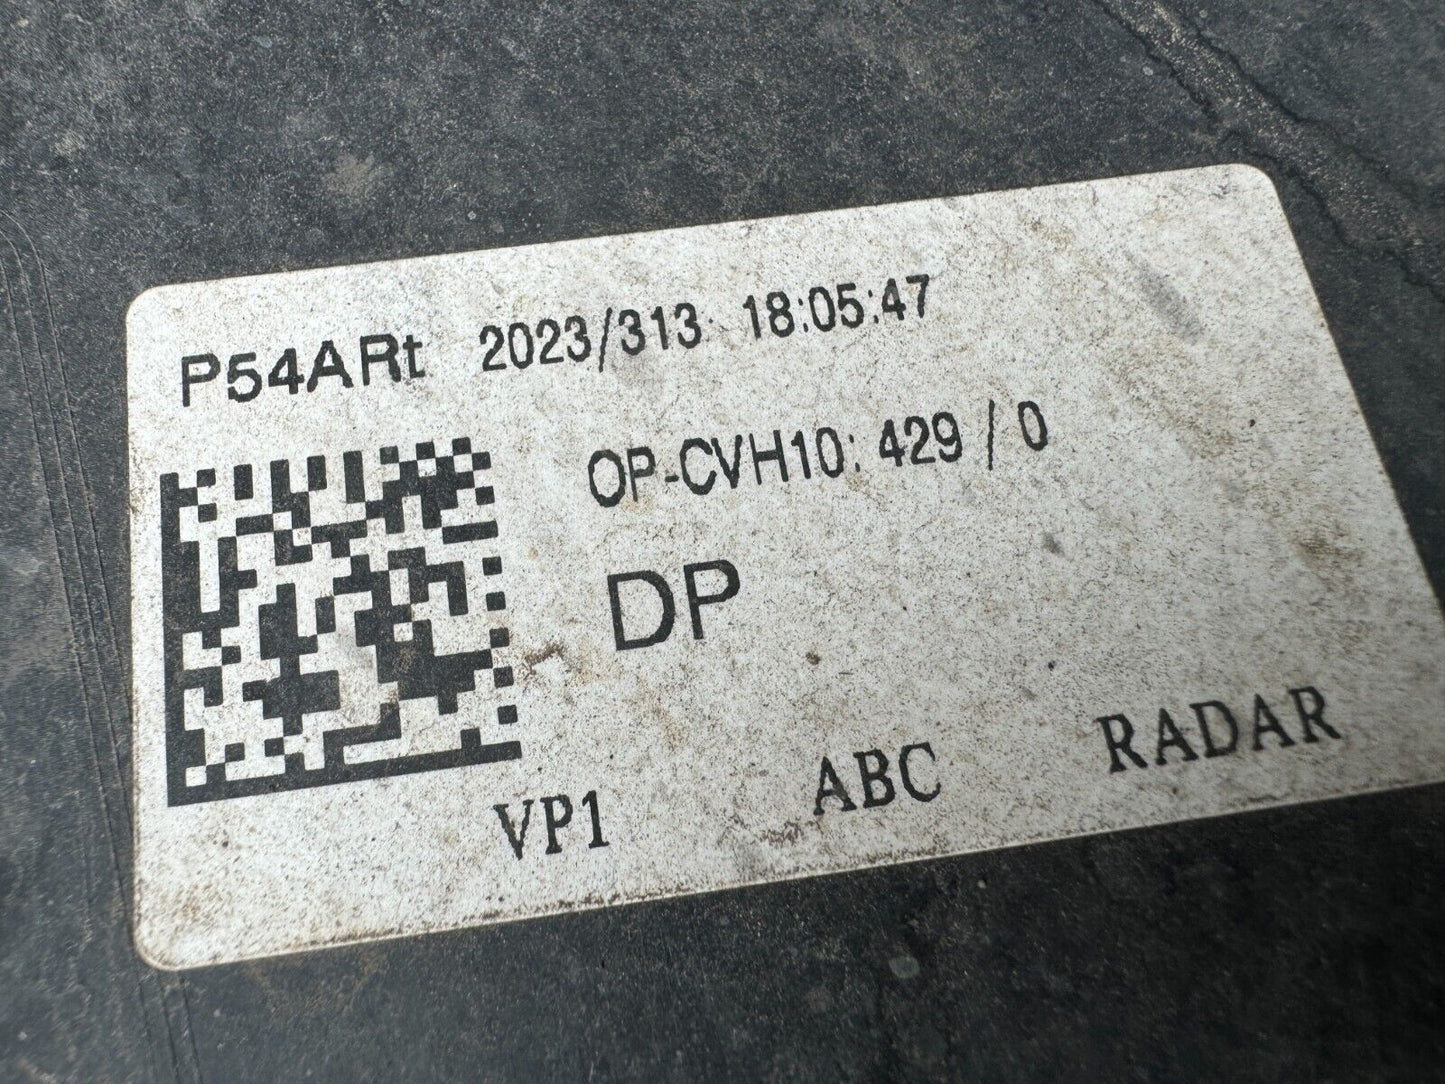 P54ARt 2023/313 18:05:47
OP-CVH10: 429 / 0
DP
VP1 ABC RADAR